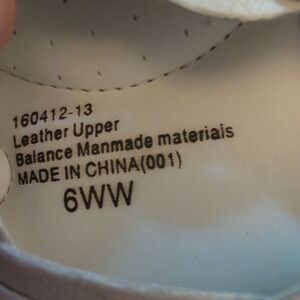 160412-13
Leather Upper
Balance Manmade materials
MADE IN CHINA(001)
6WW